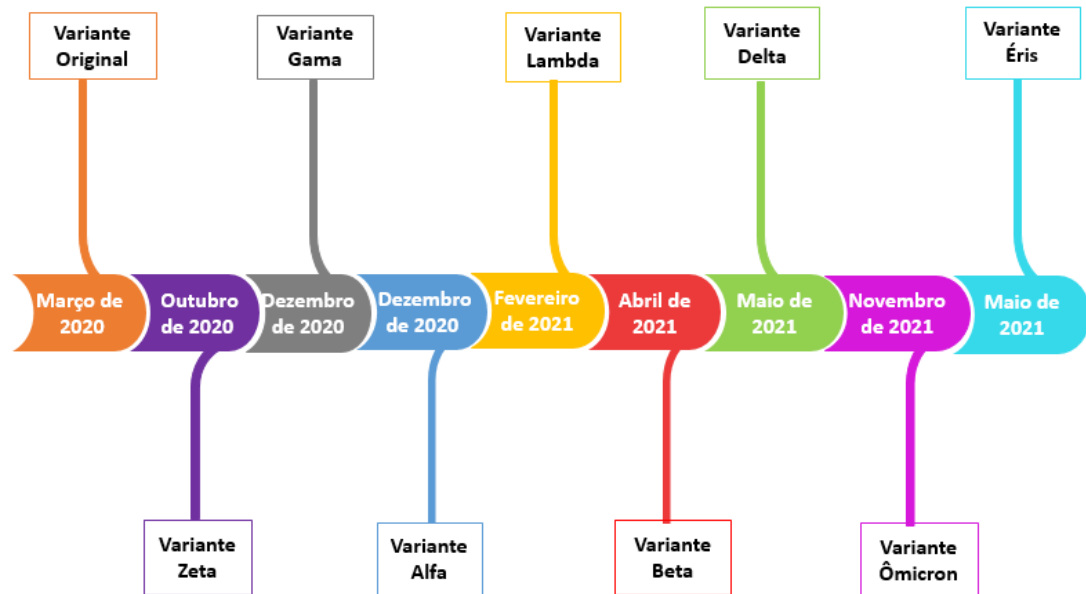 Variante
Original
Variante
Gama
Variante
Lambda
Variante
Delta
Variante
Éris
Março de
2020
Outubro
de 2020
Dezembro
de 2020
Dezembro
de 2020
Fevereiro
de 2021
Abril de
2021
Maio de
2021
Novembro
de 2021
Maio de
2021
Variante
Zeta
Variante
Alfa
Variante
Beta
Variante
Ômicron